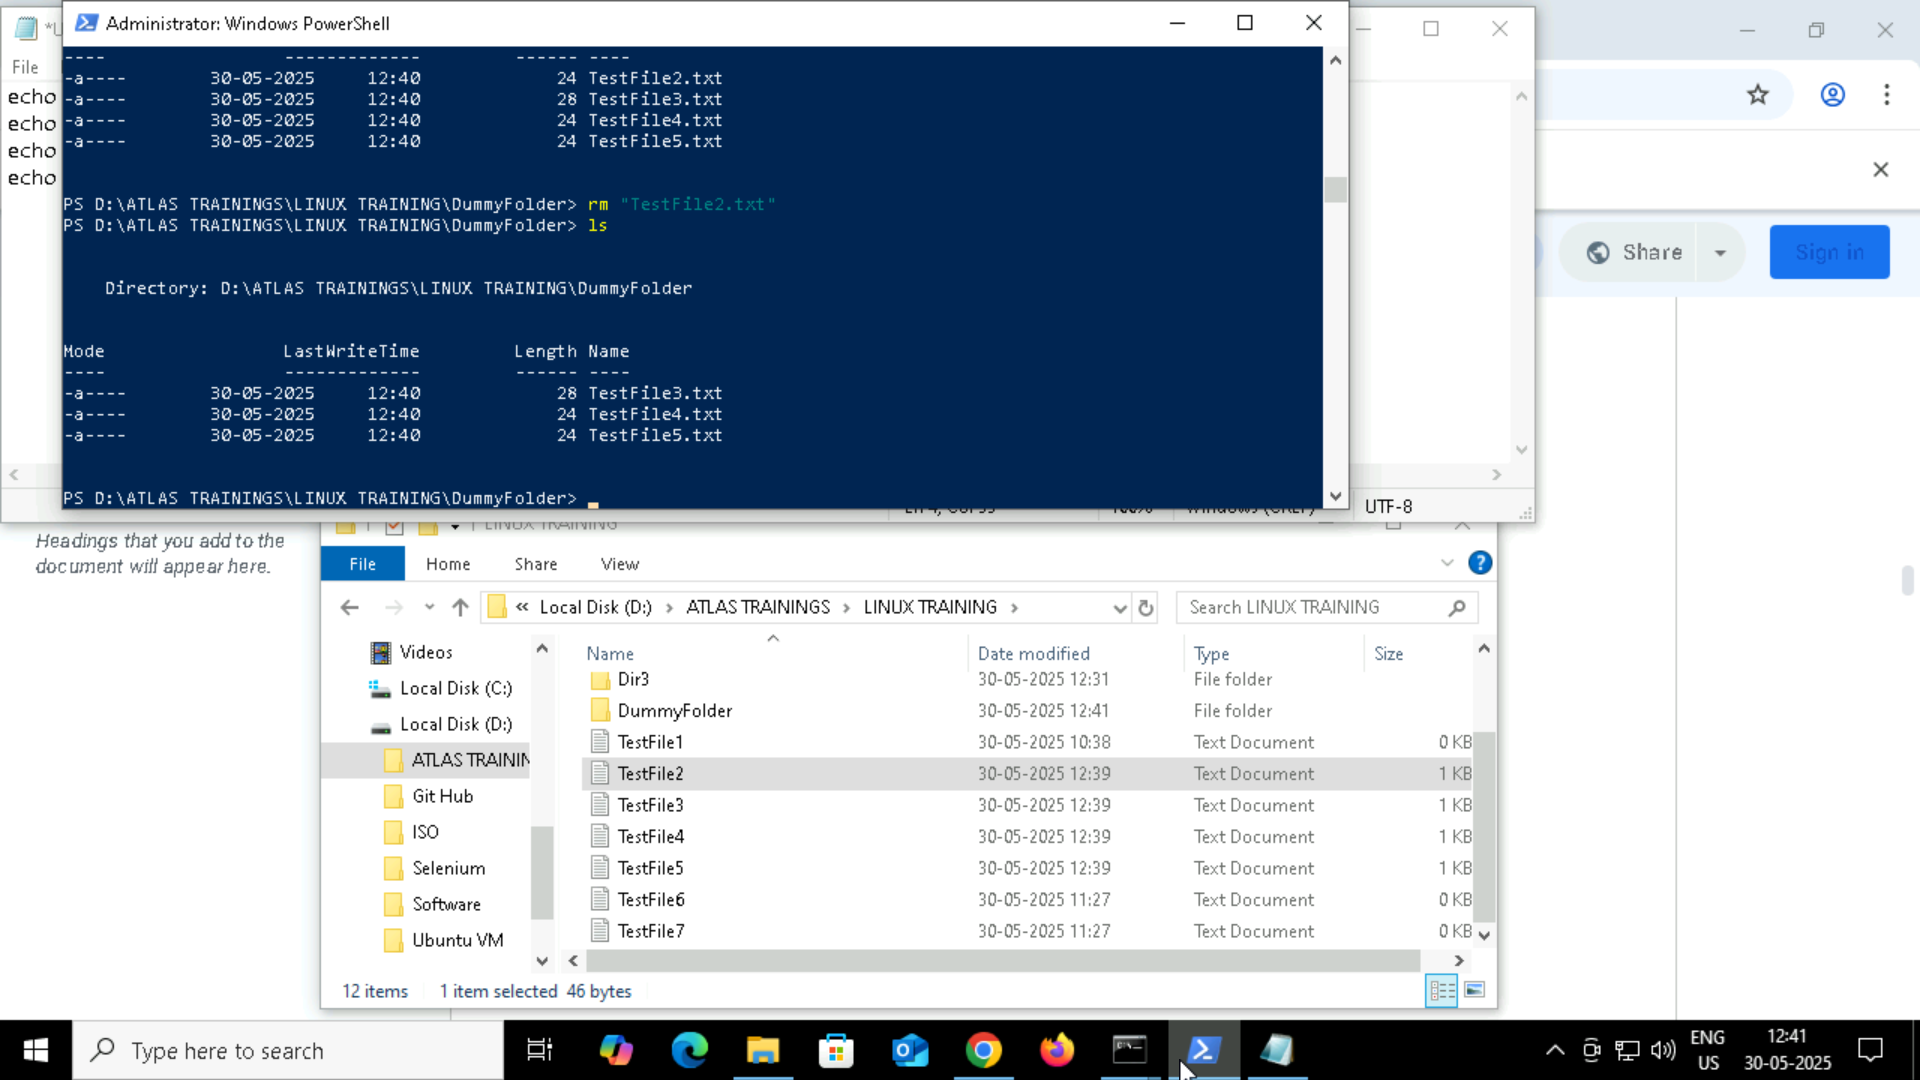 Administrator: Windows PowerShell
*U
File
echo
echo
echo
echo
---- ------------- ------ ----
-a---- 30-05-2025 12:40 24 TestFile2.txt
-a---- 30-05-2025 12:40 28 TestFile3.txt
-a---- 30-05-2025 12:40 24 TestFile4.txt
-a---- 30-05-2025 12:40 24 TestFile5.txt
PS D:\ATLAS TRAININGS\LINUX TRAINING\DummyFolder> rm "TestFile2.txt"
PS D:\ATLAS TRAININGS\LINUX TRAINING\DummyFolder> ls
Directory: D:\ATLAS TRAININGS\LINUX TRAINING\DummyFolder
Mode LastWriteTime Length Name
---- ------------- ------ ----
-a---- 30-05-2025 12:40 28 TestFile3.txt
-a---- 30-05-2025 12:40 24 TestFile4.txt
-a---- 30-05-2025 12:40 24 TestFile5.txt
PS D:\ATLAS TRAININGS\LINUX TRAINING\DummyFolder>
UTF-8
Share
Sign in
Headings that you add to the
document will appear here.
LINUX TRAINING
File Home Share View
« Local Disk (D:) › ATLAS TRAININGS › LINUX TRAINING ›
Search LINUX TRAINING
Videos
Local Disk (C:)
Local Disk (D:)
ATLAS TRAININ
Git Hub
ISO
Selenium
Software
Ubuntu VM
Name Date modified Type Size
Dir3 30-05-2025 12:31 File folder
DummyFolder 30-05-2025 12:41 File folder
TestFile1 30-05-2025 10:38 Text Document 0 KB
TestFile2 30-05-2025 12:39 Text Document 1 KB
TestFile3 30-05-2025 12:39 Text Document 1 KB
TestFile4 30-05-2025 12:39 Text Document 1 KB
TestFile5 30-05-2025 12:39 Text Document 1 KB
TestFile6 30-05-2025 11:27 Text Document 0 KB
TestFile7 30-05-2025 11:27 Text Document 0 KB
12 items 1 item selected 46 bytes
Type here to search
ENG
US
12:41
30-05-2025